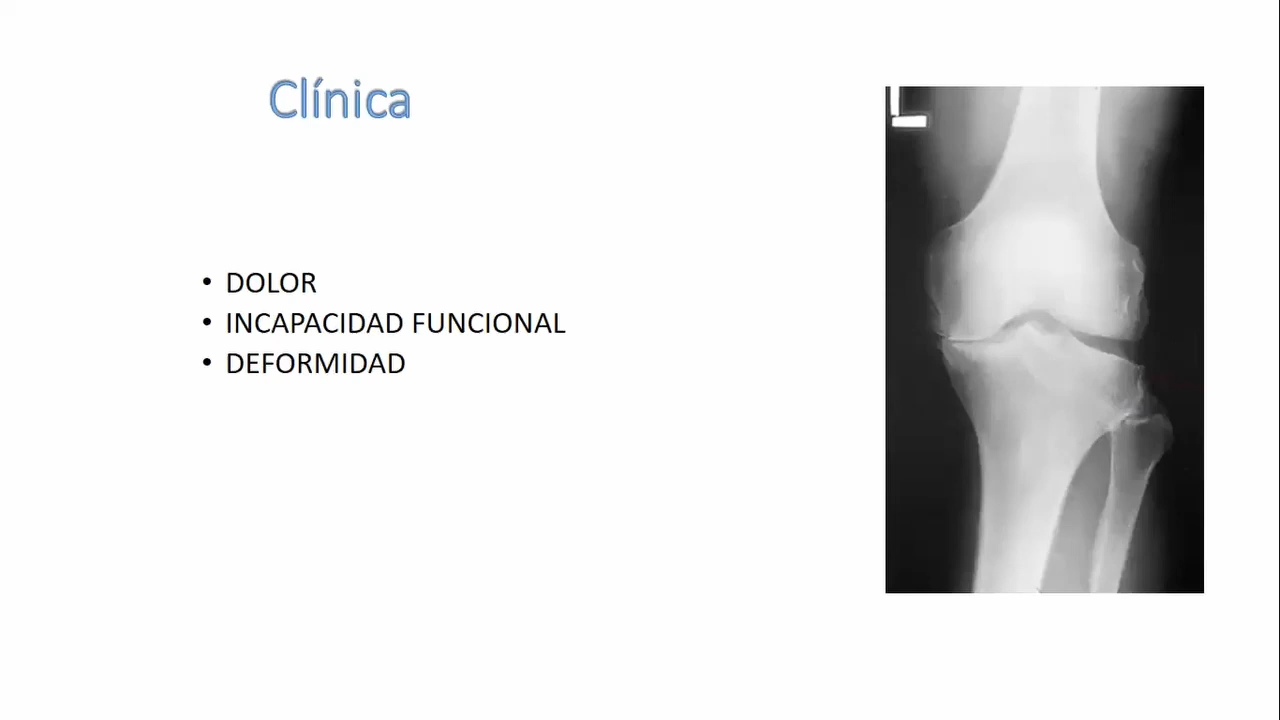 Clínica
L
• DOLOR
• INCAPACIDAD FUNCIONAL
• DEFORMIDAD